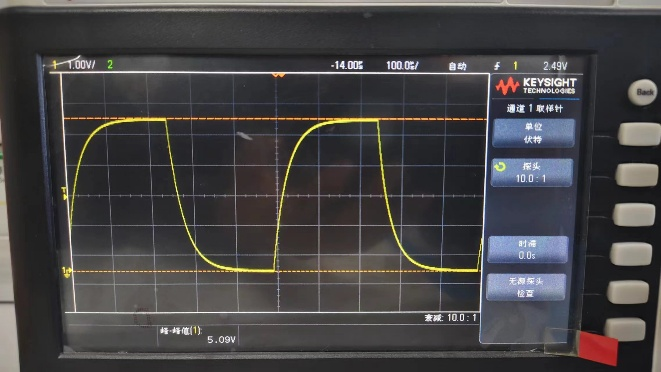 1 1.00V/ 2 -14.00% 100.0%/ 自动 1 2.49V
KEYSIGHT
TECHNOLOGIES
Back
通道 1 取样针
单位
伏特
探头
10.0 : 1
时滞
0.0s
无源探头
检查
衰减: 10.0 : 1
峰-峰值(1):
5.09V